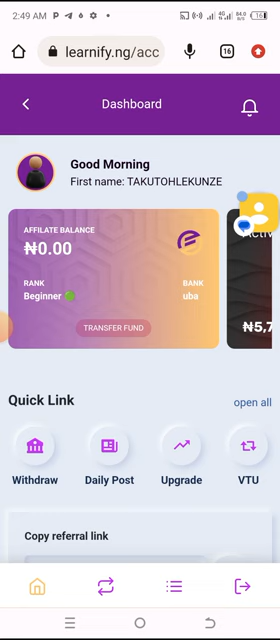 2:49 AM
16
learnify.ng/acc
16
Dashboard
Good Morning
First name: TAKUTOHLEKUNZE
AFFILATE BALANCE
₦0.00
RANK
Beginner
BANK
uba
TRANSFER FUND
₦5,7
Quick Link
open all
Withdraw
Daily Post
Upgrade
VTU
Copy referral link